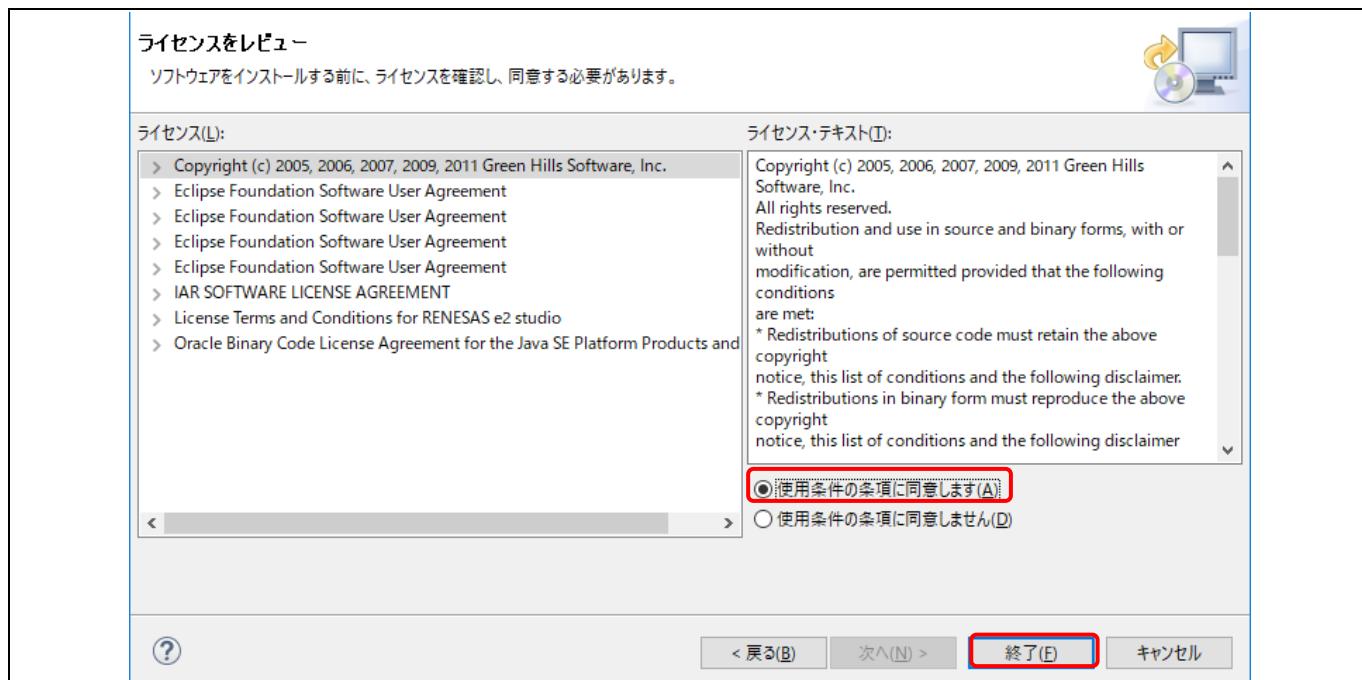 ライセンスをレビュー
ソフトウェアをインストールする前に、ライセンスを確認し、同意する必要があります。
ライセンス(L):
Copyright (c) 2005, 2006, 2007, 2009, 2011 Green Hills Software, Inc.
Eclipse Foundation Software User Agreement
Eclipse Foundation Software User Agreement
Eclipse Foundation Software User Agreement
Eclipse Foundation Software User Agreement
IAR SOFTWARE LICENSE AGREEMENT
License Terms and Conditions for RENESAS e2 studio
Oracle Binary Code License Agreement for the Java SE Platform Products and
ライセンス・テキスト(T):
Copyright (c) 2005, 2006, 2007, 2009, 2011 Green Hills
Software, Inc.
All rights reserved.
Redistribution and use in source and binary forms, with or
without
modification, are permitted provided that the following
conditions
are met:
* Redistributions of source code must retain the above
copyright
notice, this list of conditions and the following disclaimer.
* Redistributions in binary form must reproduce the above
copyright
notice, this list of conditions and the following disclaimer
使用条件の条項に同意します(A)
使用条件の条項に同意しません(D)
< 戻る(B)
次へ(N) >
終了(F)
キャンセル